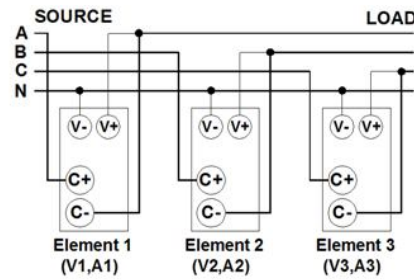 SOURCE LOAD
A
B
C
N
V- V+ V- V+ V- V+
C+ C+ C+
C- C- C-
Element 1 Element 2 Element 3
(V1,A1) (V2,A2) (V3,A3)